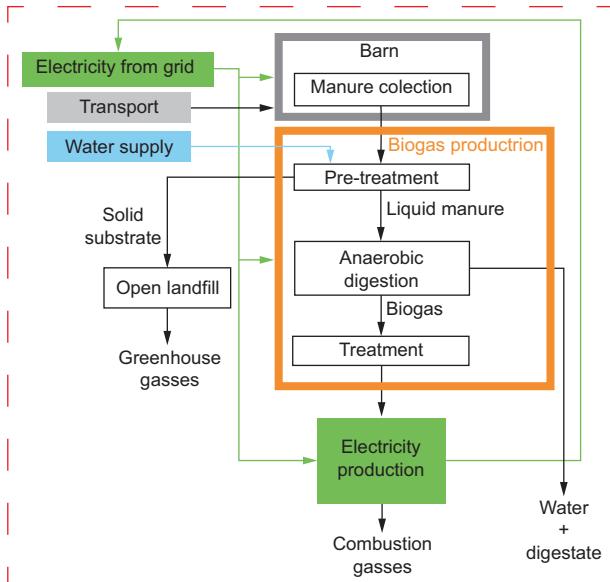 Barn
Electricity from grid
Manure colection
Transport
Water supply
Biogas productrion
Pre-treatment
Solid
substrate
Liquid manure
Anaerobic
digestion
Open landfill
Biogas
Greenhouse
gasses
Treatment
Electricity
production
Water
+
digestate
Combustion
gasses